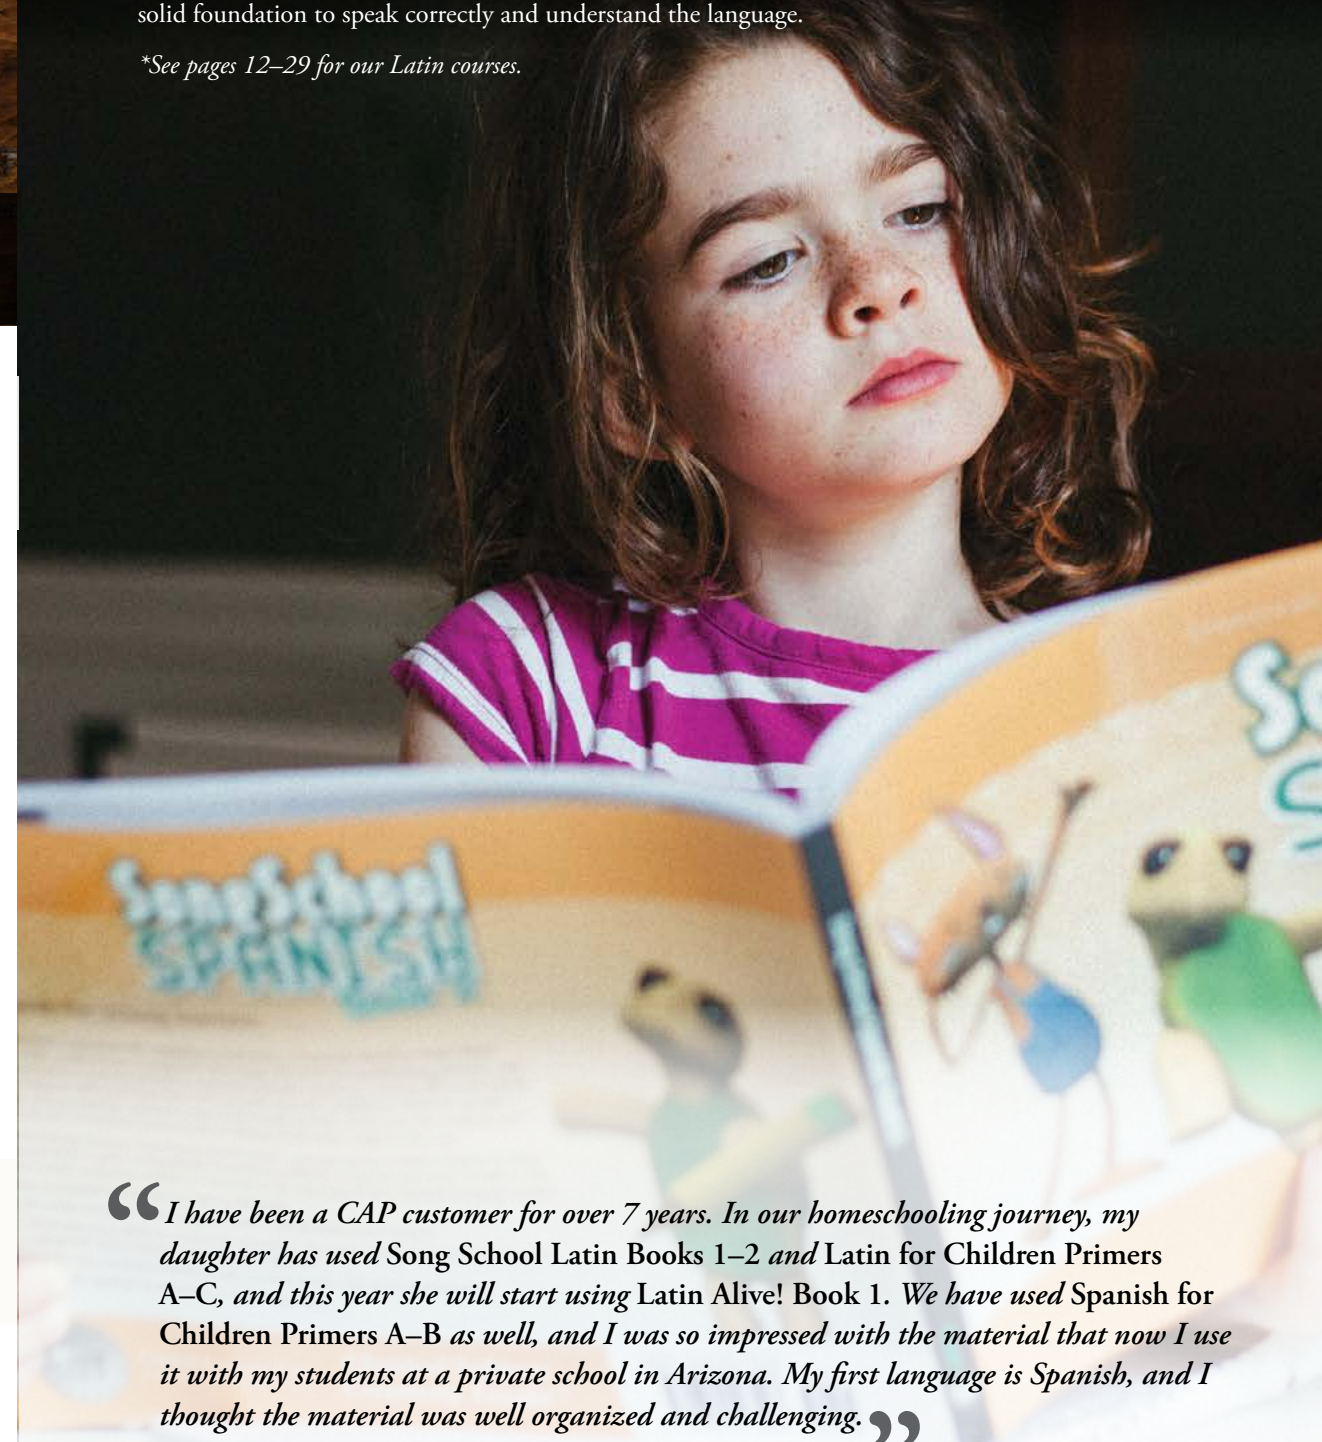 solid foundation to speak correctly and understand the language.
*See pages 12–29 for our Latin courses.
So
S
SongSchool
SPANISH
“I have been a CAP customer for over 7 years. In our homeschooling journey, my
daughter has used Song School Latin Books 1–2 and Latin for Children Primers
A–C, and this year she will start using Latin Alive! Book 1. We have used Spanish for
Children Primers A–B as well, and I was so impressed with the material that now I use
it with my students at a private school in Arizona. My first language is Spanish, and I
thought the material was well organized and challenging.”